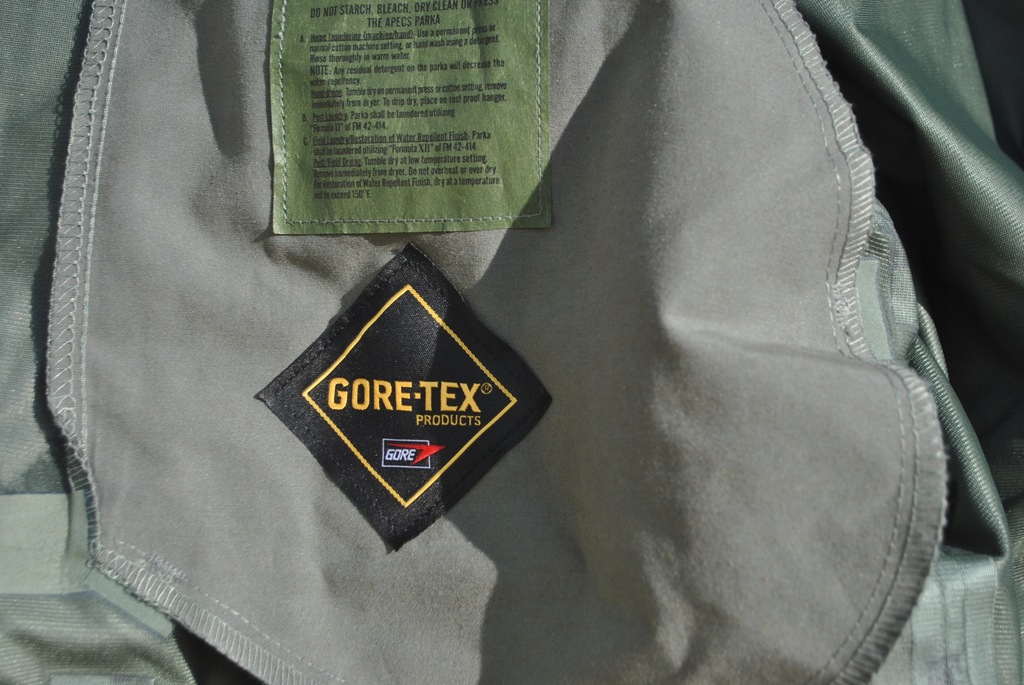 DO NOT STARCH, BLEACH, DRY CLEAN OR PRESS
THE APECS PARKA
A. Home Laundering (machine/hand)- Use a permanent press or
normal cotton machine setting, or hand wash using a detergent.
Rinse thoroughly in warm water.
NOTE: Any residual detergent on the parka will decrease the
water repellency.
Tumble dry on permanent press or cotton setting, remove
immediately from dryer. To drip dry, place on rust proof hanger.
B. Post Laundry. Parka shall be laundered utilizing
"Formula II" of FM 42-414.
C. Field Laundry/Restoration of Water Repellent Finish- Parka
shall be laundered utilizing "Formula XII" of FM 42-414.
Post/Field Drying. Tumble dry at low temperature setting.
Remove immediately from dryer. Do not overheat or over dry.
For Restoration of Water Repellent Finish, dry at a temperature
not to exceed 150°F.
GORE-TEX®
PRODUCTS
GORE